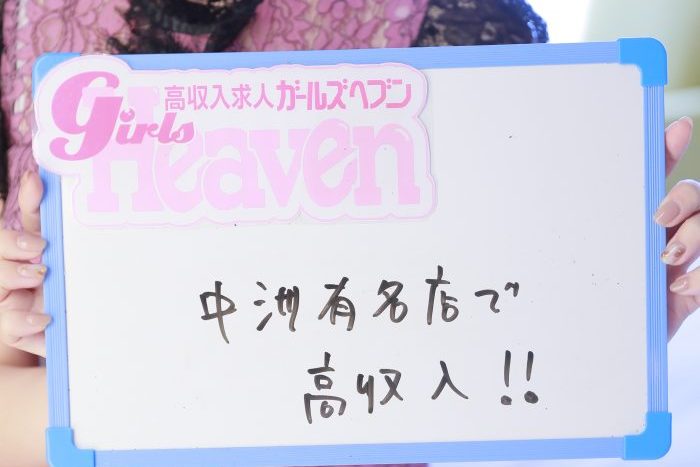 高収入求人ガールズヘブン
Girls
Heaven
中洲有名店で
高収入!!